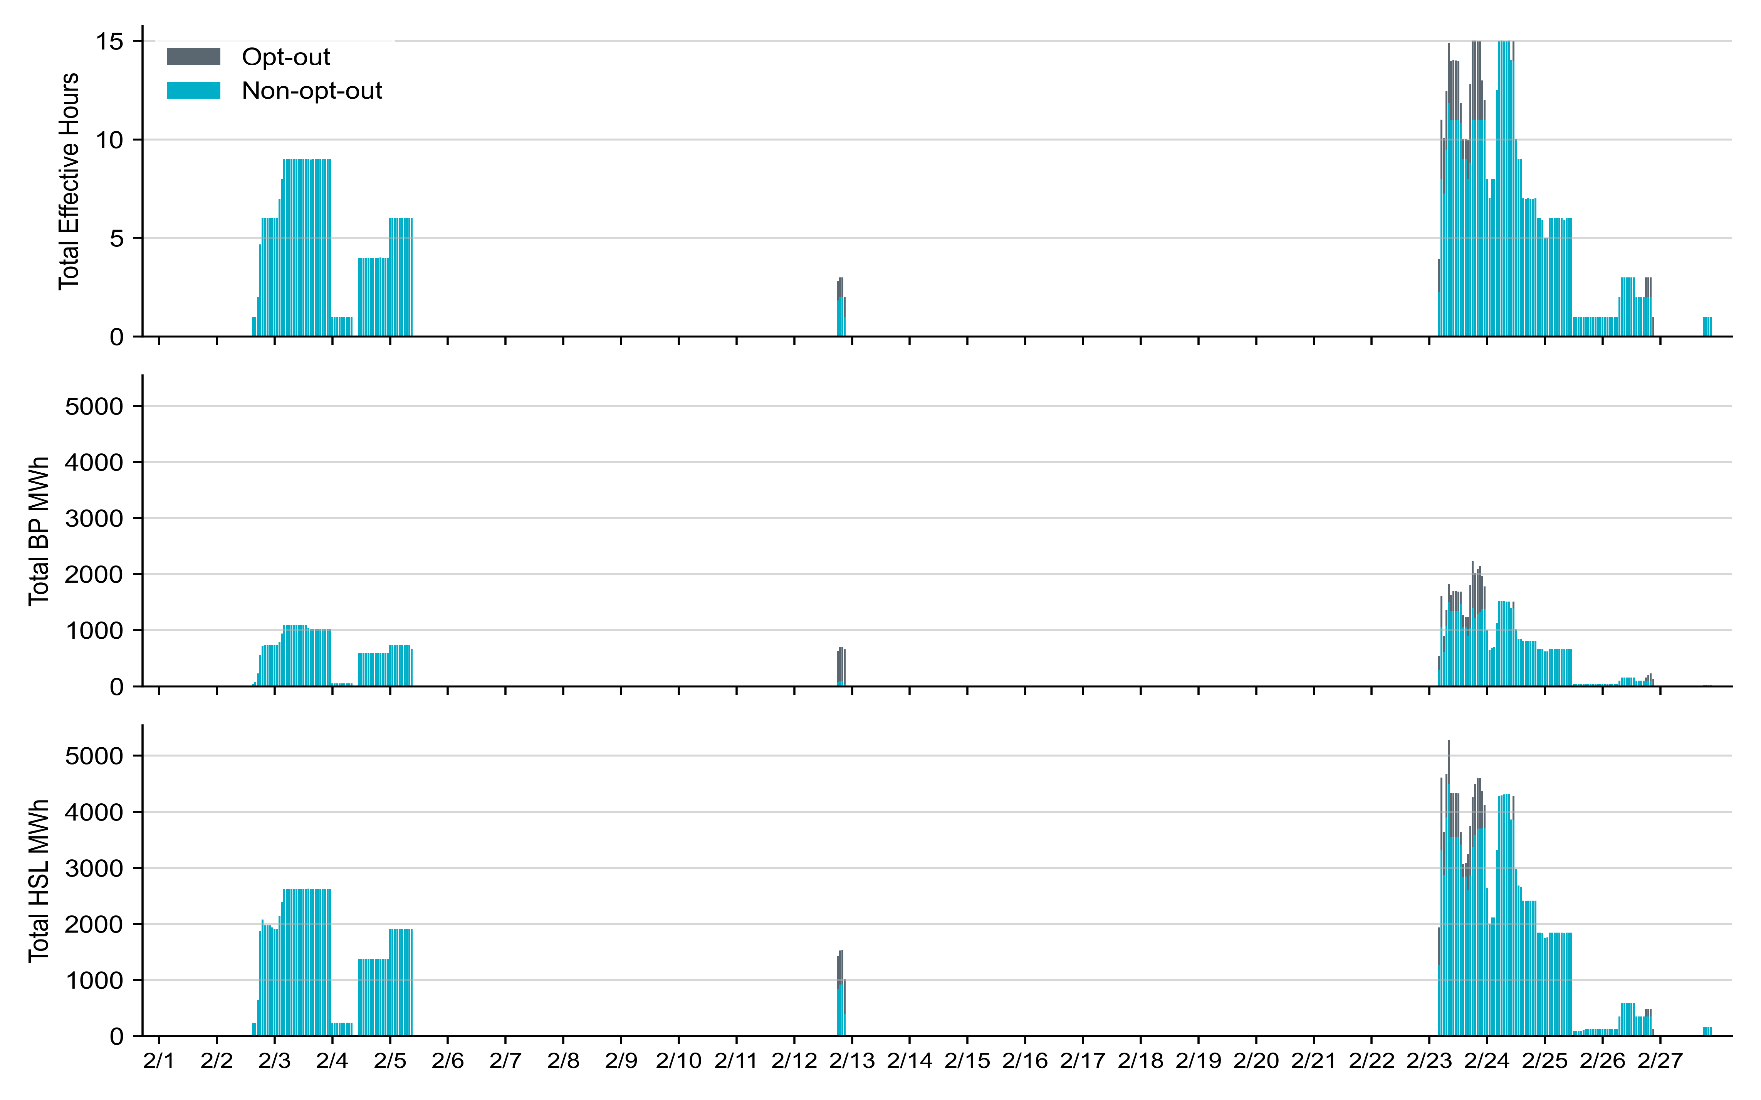 Opt-out
Non-opt-out
Total Effective Hours
15
10
5
0
Total BP MWh
5000
4000
3000
2000
1000
0
Total HSL MWh
5000
4000
3000
2000
1000
0
2/1 2/2 2/3 2/4 2/5 2/6 2/7 2/8 2/9 2/10 2/11 2/12 2/13 2/14 2/15 2/16 2/17 2/18 2/19 2/20 2/21 2/22 2/23 2/24 2/25 2/26 2/27